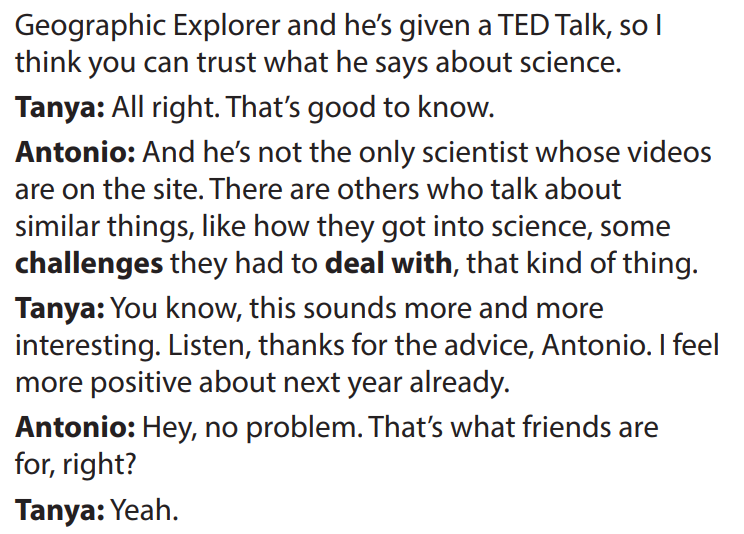 Geographic Explorer and he’s given a TED Talk, so I
think you can trust what he says about science.
Tanya: All right. That’s good to know.
Antonio: And he’s not the only scientist whose videos
are on the site. There are others who talk about
similar things, like how they got into science, some
challenges they had to deal with, that kind of thing.
Tanya: You know, this sounds more and more
interesting. Listen, thanks for the advice, Antonio. I feel
more positive about next year already.
Antonio: Hey, no problem. That’s what friends are
for, right?
Tanya: Yeah.